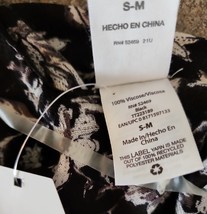 S-M
HECHO EN CHINA
100% Viscose/Viscosa
Black
S-M
Made In/Hecho En
China
THIS LABEL YARN IS MADE
OUT OF 100% RECYCLED
POLYESTER MATERIALS